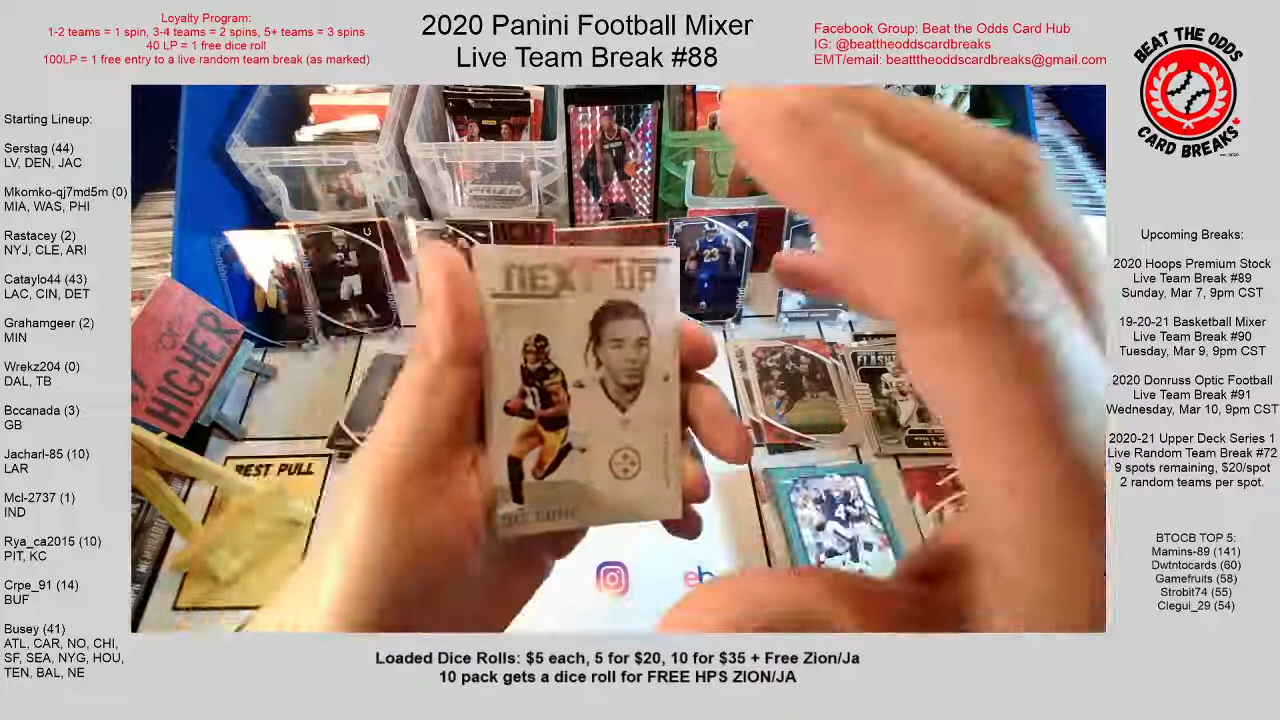 Loyalty Program:
1-2 teams = 1 spin, 3-4 teams = 2 spins, 5+ teams = 3 spins
40 LP = 1 free dice roll
100LP = 1 free entry to a live random team break (as marked)
2020 Panini Football Mixer
Live Team Break #88
Facebook Group: Beat the Odds Card Hub
IG: @beattheoddscardbreaks
EMT/email: beatttheoddscardbreaks@gmail.com
BEAT THE ODDS
CARD BREAKS
Starting Lineup:
Serstag (44)
LV, DEN, JAC
Mkomko-qj7md5m (0)
MIA, WAS, PHI
Rastacey (2)
NYJ, CLE, ARI
Cataylo44 (43)
LAC, CIN, DET
Grahamgeer (2)
MIN
Wrekz204 (0)
DAL, TB
Bccanada (3)
GB
Jacharl-85 (10)
LAR
Mcl-2737 (1)
IND
Rya_ca2015 (10)
PIT, KC
Crpe_91 (14)
BUF
Busey (41)
ATL, CAR, NO, CHI,
SF, SEA, NYG, HOU,
TEN, BAL, NE
PRIZM
NEXT UP
23
OR
HIGHER
BEST PULL
Upcoming Breaks:
2020 Hoops Premium Stock
Live Team Break #89
Sunday, Mar 7, 9pm CST
19-20-21 Basketball Mixer
Live Team Break #90
Tuesday, Mar 9, 9pm CST
2020 Donruss Optic Football
Live Team Break #91
Wednesday, Mar 10, 9pm CST
2020-21 Upper Deck Series 1
Live Random Team Break #72
9 spots remaining, $20/spot
2 random teams per spot.
BTOCB TOP 5:
Mamins-89 (141)
Dwtntocards (60)
Gamefruits (58)
Strobit74 (55)
Clegui_29 (54)
Loaded Dice Rolls: $5 each, 5 for $20, 10 for $35 + Free Zion/Ja
10 pack gets a dice roll for FREE HPS ZION/JA